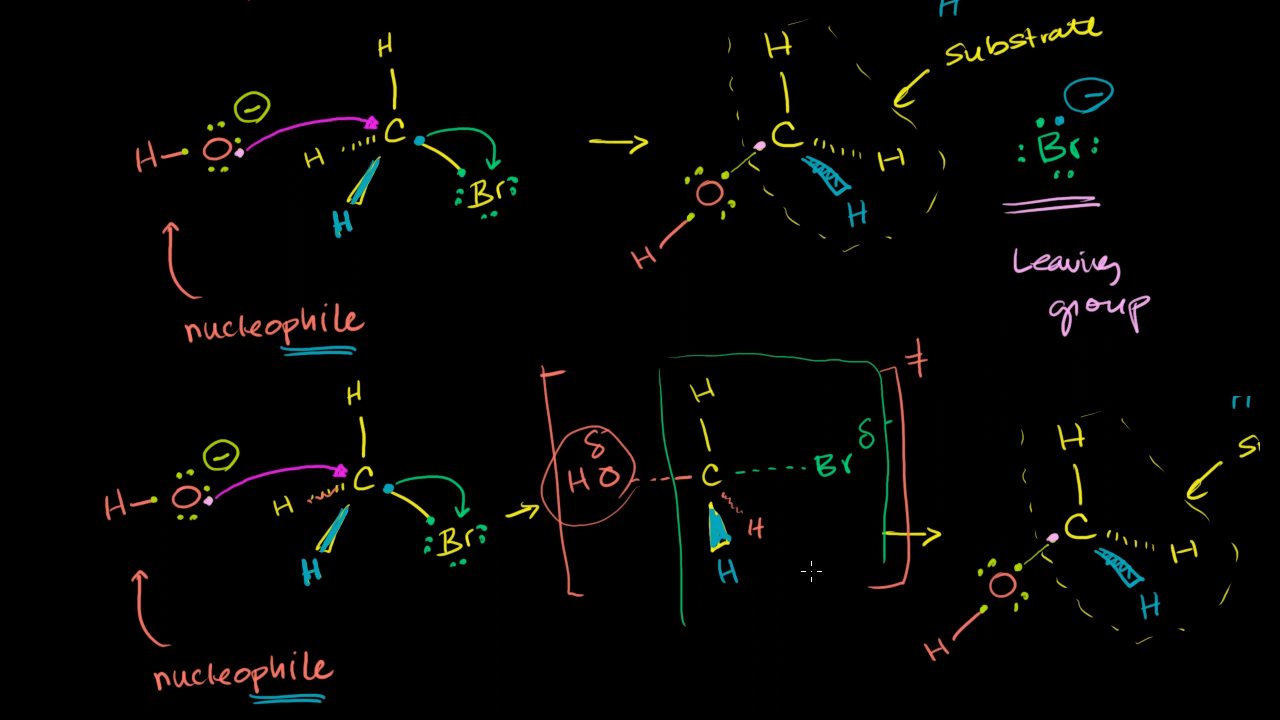 H
H
substrate
H
C
H – O ⊖
H
H
Br
→
H
C
H
H
O
H
Br ⊖
Leaving
group
nucleophile
H
C
H – O ⊖
H
H
Br
→
H
δ
HO --- C ---- Br δ
H
H
≠
→
H
C
H
H
O
H
S
nucleophile